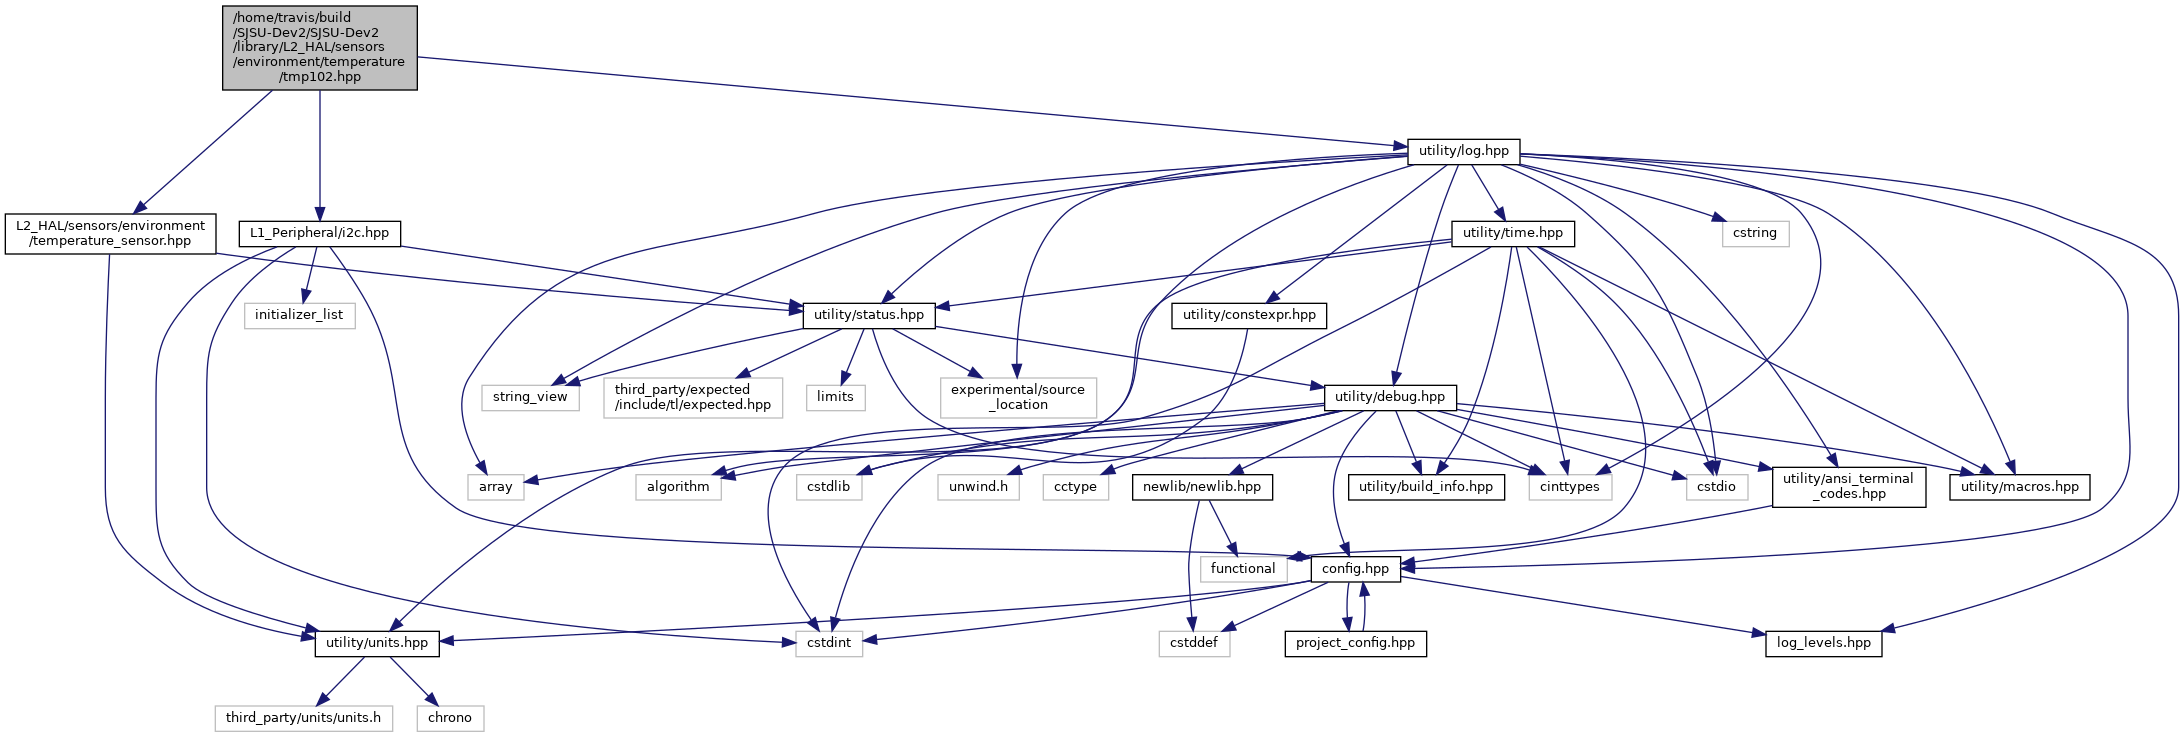 /home/travis/build
/SJSU-Dev2/SJSU-Dev2
/library/L2_HAL/sensors
/environment/temperature
/tmp102.hpp
utility/log.hpp
L2_HAL/sensors/environment
/temperature_sensor.hpp
L1_Peripheral/i2c.hpp
utility/time.hpp
cstring
initializer_list
utility/status.hpp
utility/constexpr.hpp
string_view
third_party/expected
/include/tl/expected.hpp
limits
experimental/source
_location
utility/debug.hpp
array
algorithm
cstdlib
unwind.h
cctype
newlib/newlib.hpp
utility/build_info.hpp
cinttypes
cstdio
utility/ansi_terminal
_codes.hpp
utility/macros.hpp
functional
config.hpp
utility/units.hpp
cstdint
cstddef
project_config.hpp
log_levels.hpp
third_party/units/units.h
chrono